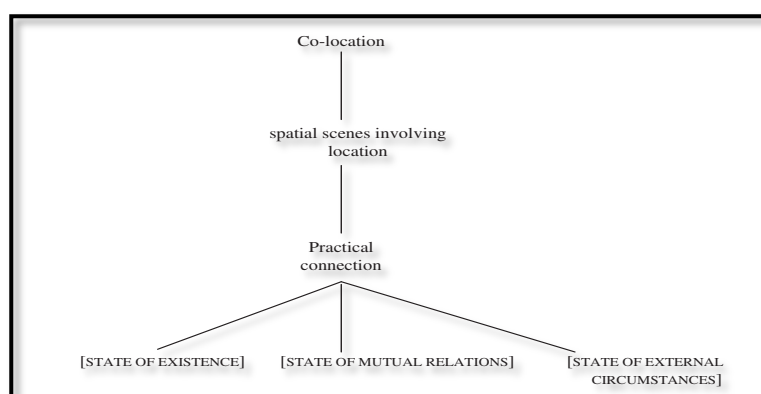 Co-location
spatial scenes involving
location
Practical
connection
[STATE OF EXISTENCE]
[STATE OF MUTUAL RELATIONS]
[STATE OF EXTERNAL
CIRCUMSTANCES]